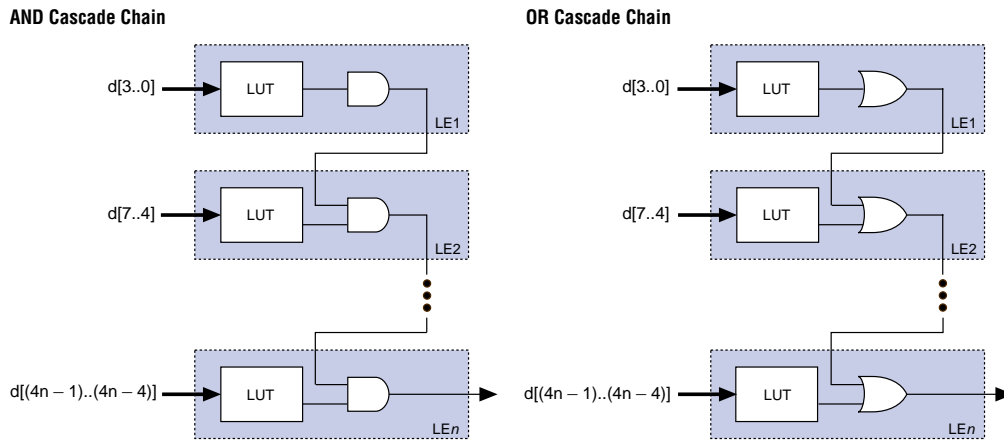 AND Cascade Chain
d[3..0]
LUT
LE1
d[7..4]
LUT
LE2
d[(4n – 1)..(4n – 4)]
LUT
LEn
OR Cascade Chain
d[3..0]
LUT
LE1
d[7..4]
LUT
LE2
d[(4n – 1)..(4n – 4)]
LUT
LEn